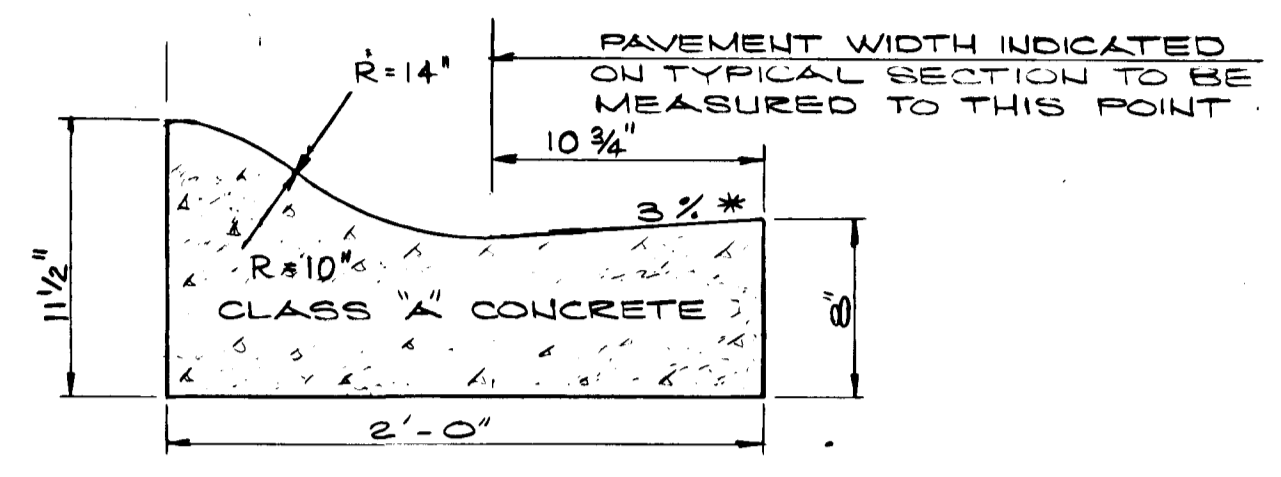 PAVEMENT WIDTH INDICATED
ON TYPICAL SECTION TO BE
MEASURED TO THIS POINT
R=14"
10 3/4"
3% *
R=10"
11 1/2"
CLASS "A" CONCRETE
8"
2'-0"